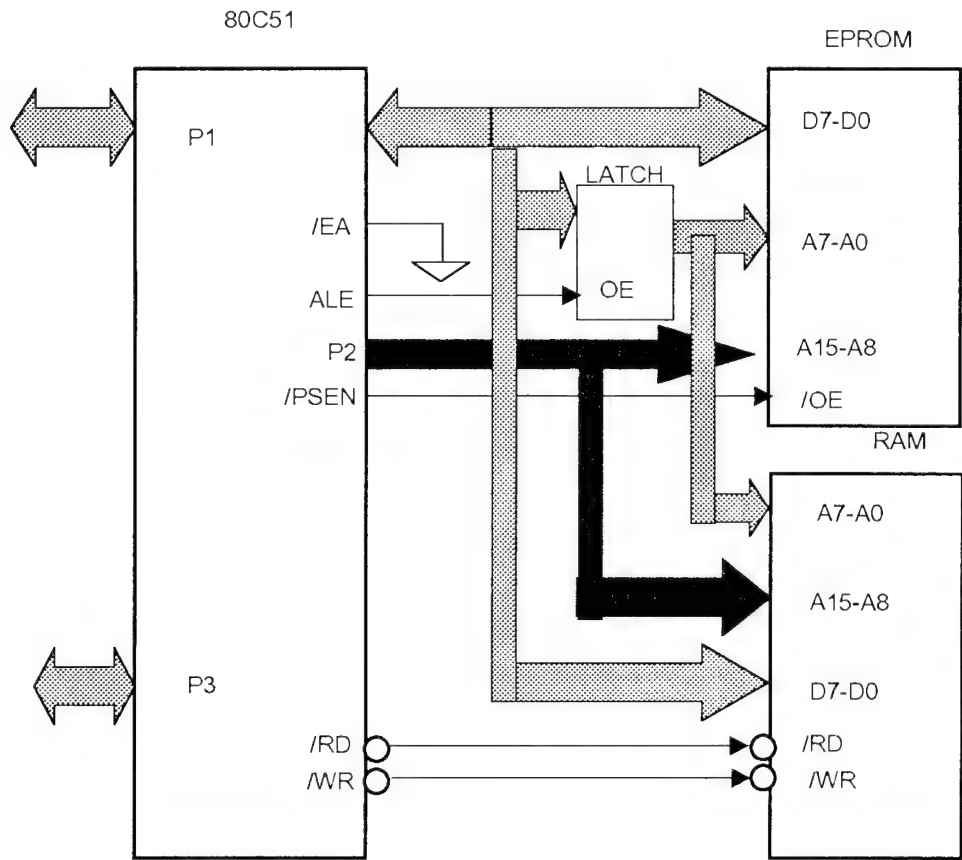 80C51
EPROM
P1
D7-D0
LATCH
/EA
A7-A0
ALE
OE
P2
A15-A8
/PSEN
/OE
RAM
A7-A0
A15-A8
P3
D7-D0
/RD
/RD
/WR
/WR